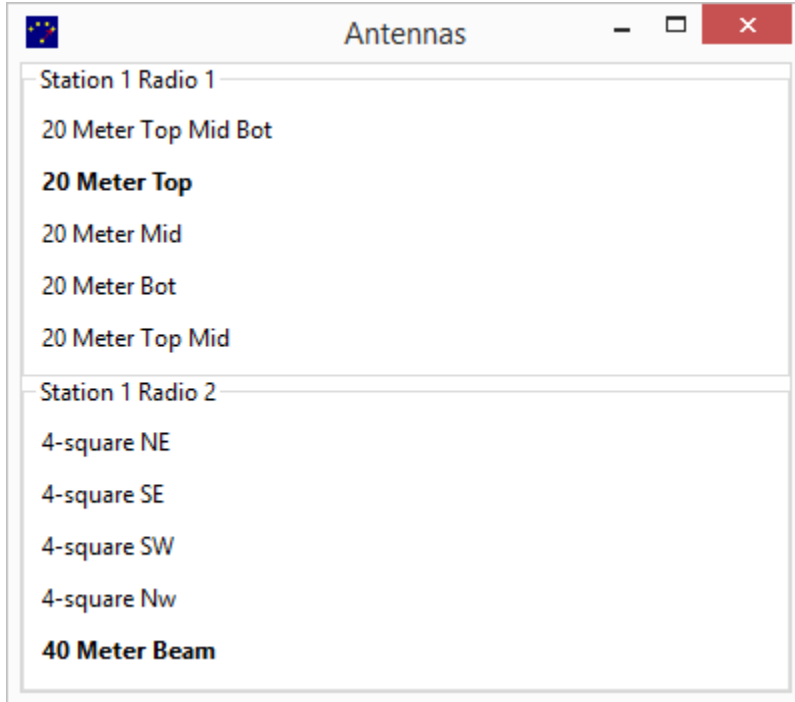 Antennas
Station 1 Radio 1
20 Meter Top Mid Bot
20 Meter Top
20 Meter Mid
20 Meter Bot
20 Meter Top Mid
Station 1 Radio 2
4-square NE
4-square SE
4-square SW
4-square Nw
40 Meter Beam